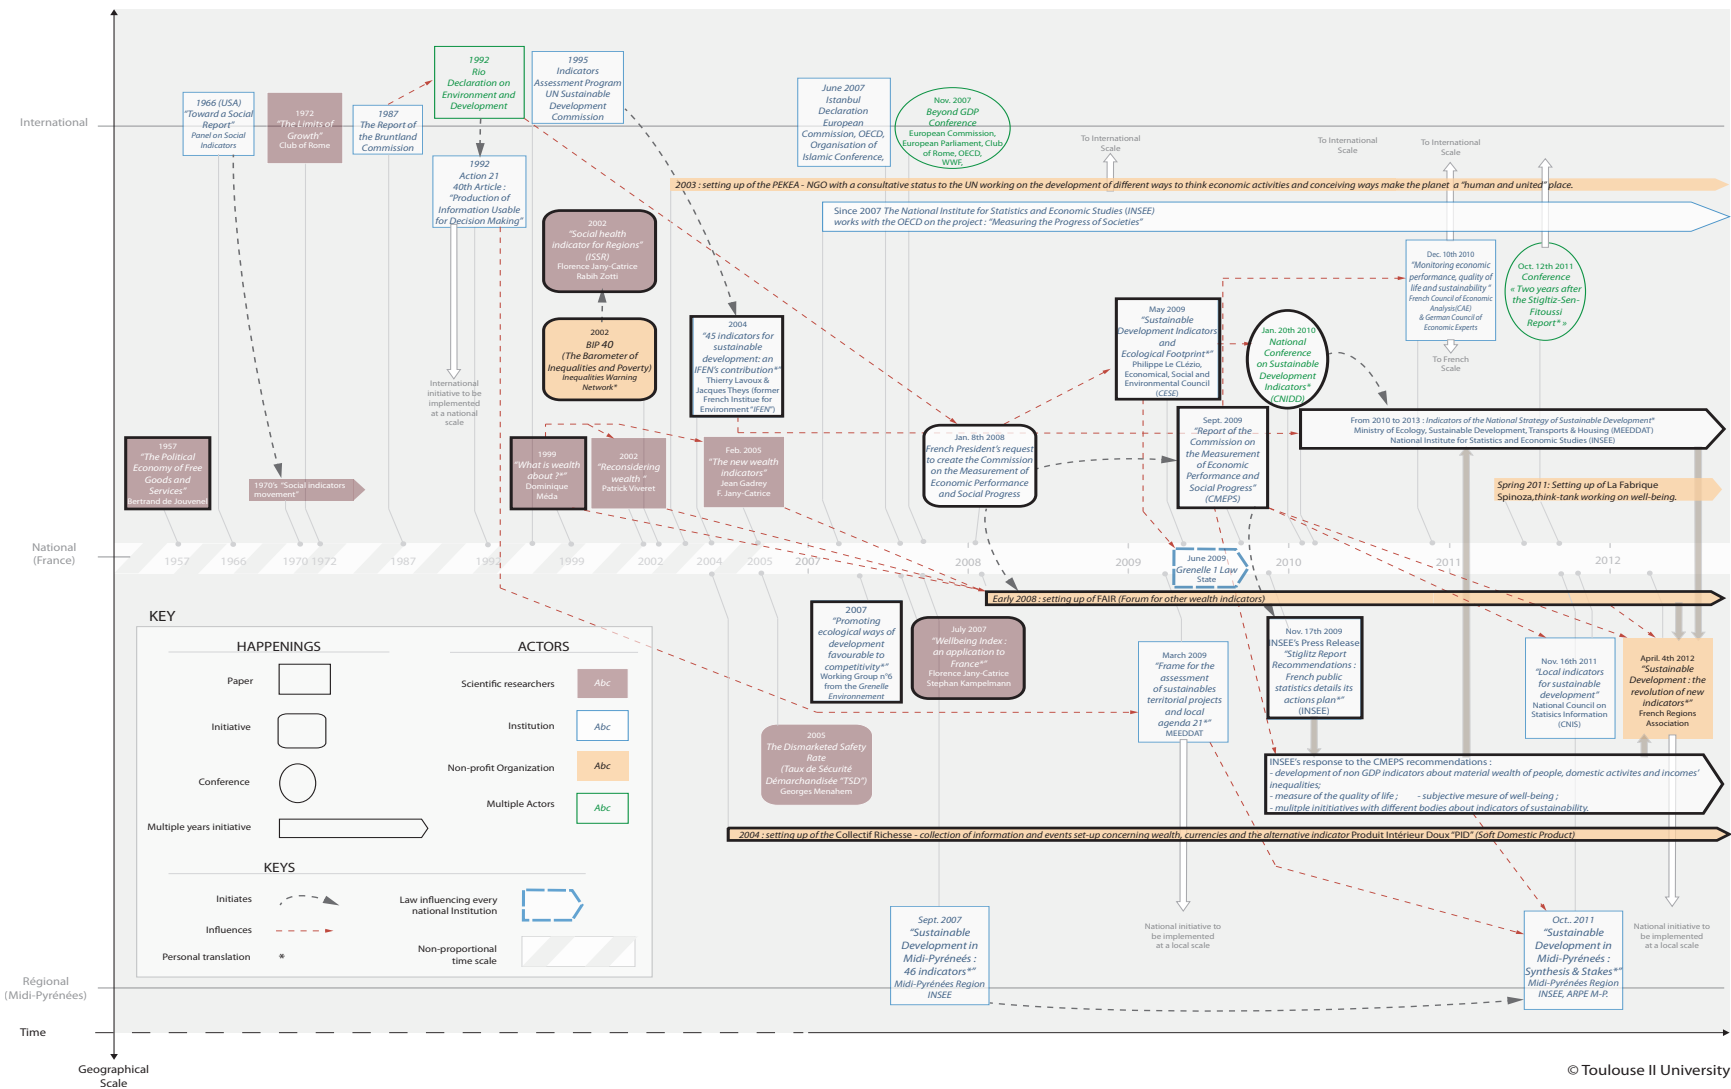 1992
Rio
Declaration on
Environment and
Development
1995
Indicators
Assessment Program
UN Sustainable
Development
Commission
1966 (USA)
"Toward a Social
Report"
Panel on Social
Indicators
1972
"The Limits of
Growth"
Club of Rome
1987
The Report of
the Bruntland
Commission
June 2007
Istanbul
Declaration
European
Commission, OECD,
Organisation of
Islamic Conference,
Nov. 2007
Beyond GDP
Conference
European Commission,
European Parliament, Club
of Rome, OECD,
WWF,
International
To International
Scale
To International
Scale
To International
Scale
1992
Action 21
40th Article :
"Production of
Information Usable
for Decision Making"
2003 : setting up of the PEKEA - NGO with a consultative status to the UN working on the development of different ways to think economic activities and conceiving ways make the planet a "human and united" place.
Since 2007 The National Institute for Statistics and Economic Studies (INSEE)
works with the OECD on the project : "Measuring the Progress of Societies"
2002
"Social health
indicator for Regions"
(ISSR)
Florence Jany-Catrice
Rabih Zotti
Dec. 10th 2010
"Monitoring economic
performance, quality of
life and sustainability "
French Council of Economic
Analysis(CAE)
& German Council of
Economic Experts
Oct. 12th 2011
Conference
« Two years after
the Stigltiz-Sen-
Fitoussi
Report* »
To French
Scale
2002
BIP 40
(The Barometer of
Inequalities and Poverty)
Inequalities Warning
Network*
2004
"45 indicators for
sustainable
development: an
IFEN's contribution*"
Thierry Lavoux &
Jacques Theys (former
French Institue for
Environment "IFEN")
May 2009
"Sustainable
Development Indicators
and
Ecological Footprint*"
Philippe Le CLézio,
Economical, Social and
Environmental Council
(CESE)
Jan. 20th 2010
National
Conference
on Sustainable
Development
Indicators*
(CNIDD)
International
initiative to be
implemented
at a national
scale
1957
"The Political
Economy of Free
Goods and
Services"
Bertrand de Jouvenel
1970's "Social indicators
movement"
1999
"What is wealth
about ?*"
Dominique
Méda
2002
"Reconsidering
wealth "
Patrick Viveret
Feb. 2005
"The new wealth
indicators"
Jean Gadrey
F. Jany-Catrice
Jan. 8th 2008
French President's request
to create the Commission
on the Measurement of
Economic Performance
and Social Progress
Sept. 2009
"Report of the
Commission on
the Measurement
of Economic
Performance and
Social Progress"
(CMEPS)
From 2010 to 2013 : Indicators of the National Strategy of Sustainable Development*
Ministry of Ecology, Sustainable Development, Transports & Housing (MEEDDAT)
National Institute for Statistics and Economic Studies (INSEE)
Spring 2011: Setting up of La Fabrique
Spinoza,think-tank working on well-being.
National
(France)
1957 1966 1970 1972 1987 1992 1999 2002 2004 2005 2007 2008 2009 2010 2011 2012
June 2009
Grenelle 1 Law
State
Early 2008 : setting up of FAIR (Forum for other wealth indicators)
2007
"Promoting
ecological ways of
development
favourable to
competitivity*"
Working Group n°6
from the Grenelle
Environnement
July 2007
"Wellbeing Index :
an application to
France*"
Florence Jany-Catrice
Stephan Kampelmann
March 2009
"Frame for the
assessment
of sustainables
territorial projects
and local
agenda 21*"
MEEDDAT
Nov. 17th 2009
INSEE's Press Release
"Stiglitz Report
Recommendations :
French public
statistics details its
actions plan*"
(INSEE)
Nov. 16th 2011
"Local indicators
for sustainable
development"
National Council on
Statisics Information
(CNIS)
April. 4th 2012
"Sustainable
Development : the
revolution of new
indicators*"
French Regions
Association
2005
The Dismarketed Safety
Rate
(Taux de Sécurité
Démarchandisée "TSD")
Georges Menahem
INSEE's response to the CMEPS recommendations :
- development of non GDP indicators about material wealth of people, domestic activites and incomes'
inequalities;
- measure of the quality of life ; - subjective mesure of well-being ;
- mulitple inititiatives with different bodies about indicators of sustainability.
2004 : setting up of the Collectif Richesse - collection of information and events set-up concerning wealth, currencies and the alternative indicator Produit Intérieur Doux "PID" (Soft Domestic Product)
KEY
HAPPENINGS
Paper
Initiative
Conference
Multiple years initiative
ACTORS
Scientific researchers
Abc
Institution
Abc
Non-profit Organization
Abc
Multiple Actors
Abc
KEYS
Initiates
Influences
Personal translation *
Law influencing every
national Institution
Non-proportional
time scale
Sept. 2007
"Sustainable
Development in
Midi-Pyréneés :
46 indicators*"
Midi-Pyrénées Region
INSEE
National initiative to
be implemented
at a local scale
Oct.. 2011
"Sustainable
Development in
Midi-Pyreneés :
Synthesis & Stakes*"
Midi-Pyrénées Region
INSEE, ARPE M-P.
National initiative to
be implemented
at a local scale
Régional
(Midi-Pyrénées)
Time
Geographical
Scale
© Toulouse II University